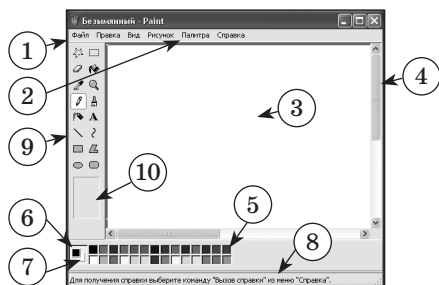 Безымянный - Paint
Файл Правка Вид Рисунок Палитра Справка
1
2
3
4
A
9
10
6
5
7
8
Для получения справки выберите команду "Вызов справки" из меню "Справка".